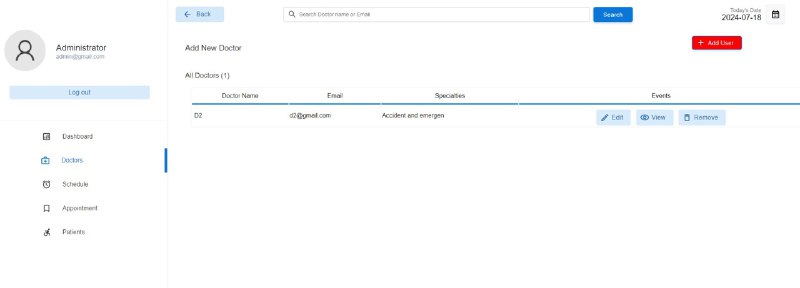 Administrator
admin@gmail.com
Log out
Dashboard
Doctors
Schedule
Appointment
Patients
Back
Search Doctor name or Email
Search
Today's Date
2024-07-18
Add New Doctor
+ Add User
All Doctors (1)
Doctor Name Email Specialties Events
D2 d2@gmail.com Accident and emergen Edit View Remove